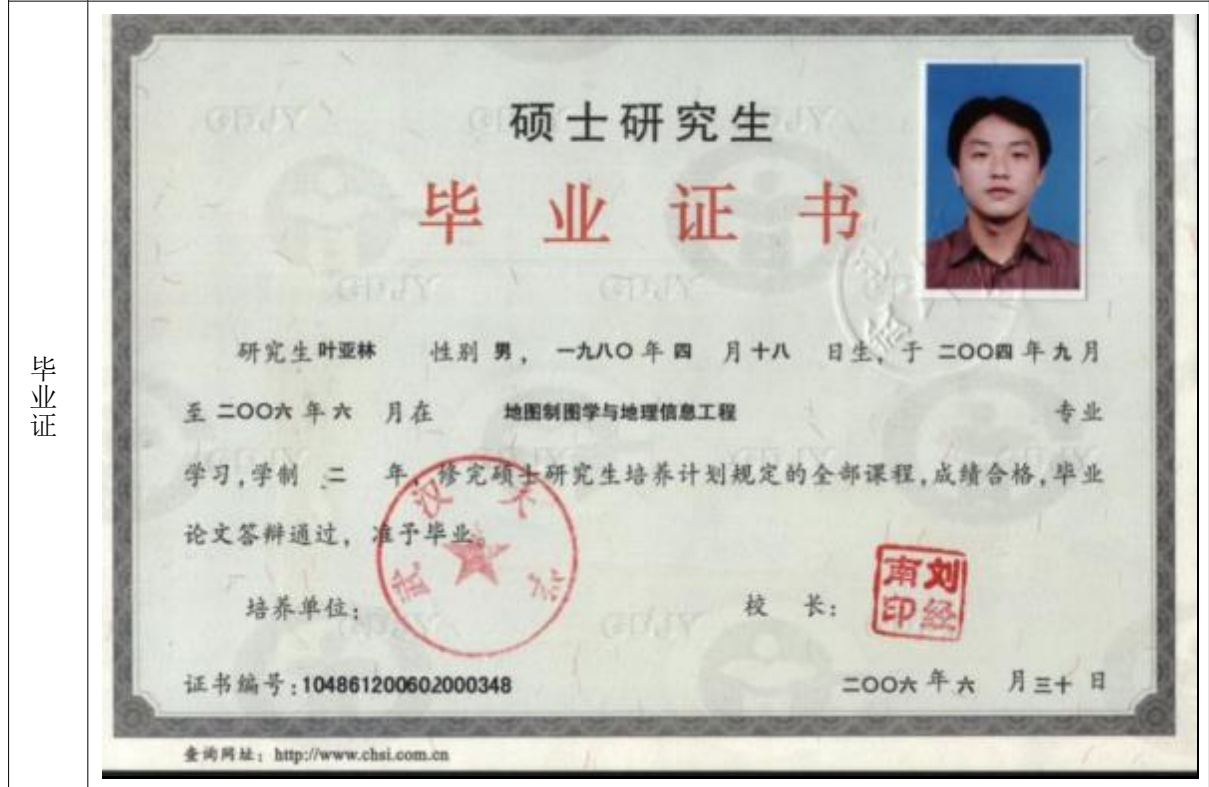 毕业证
硕士研究生
毕业证书
研究生 叶亚林 性别 男, 一九八〇年 四 月十八 日生, 于 二〇〇四 年九月
至 二〇〇六 年六 月在 地图制图学与地理信息工程 专业
学习,学制 二 年, 修完硕士研究生培养计划规定的全部课程,成绩合格,毕业
论文答辩通过, 准予毕业。
武汉大学
培养单位: 校 长:
刘经南印
证书编号:104861200602000348 二〇〇六 年 六 月三十 日
查询网址: http://www.chsi.com.cn